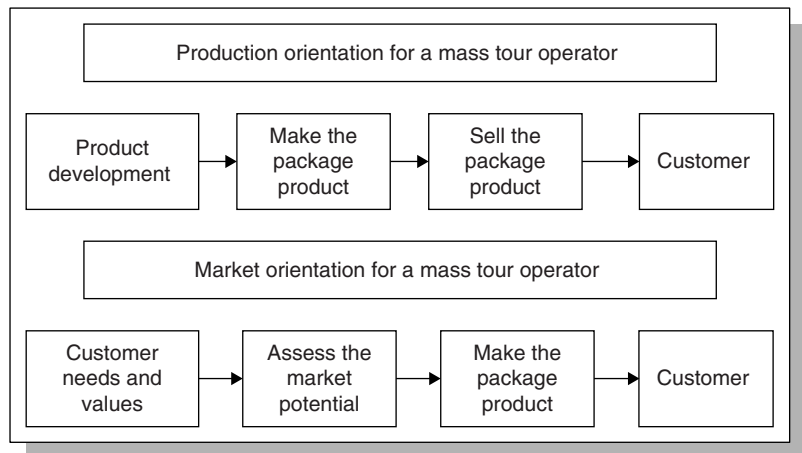 Production orientation for a mass tour operator
Product
development
Make the
package
product
Sell the
package
product
Customer
Market orientation for a mass tour operator
Customer
needs and
values
Assess the
market
potential
Make the
package
product
Customer